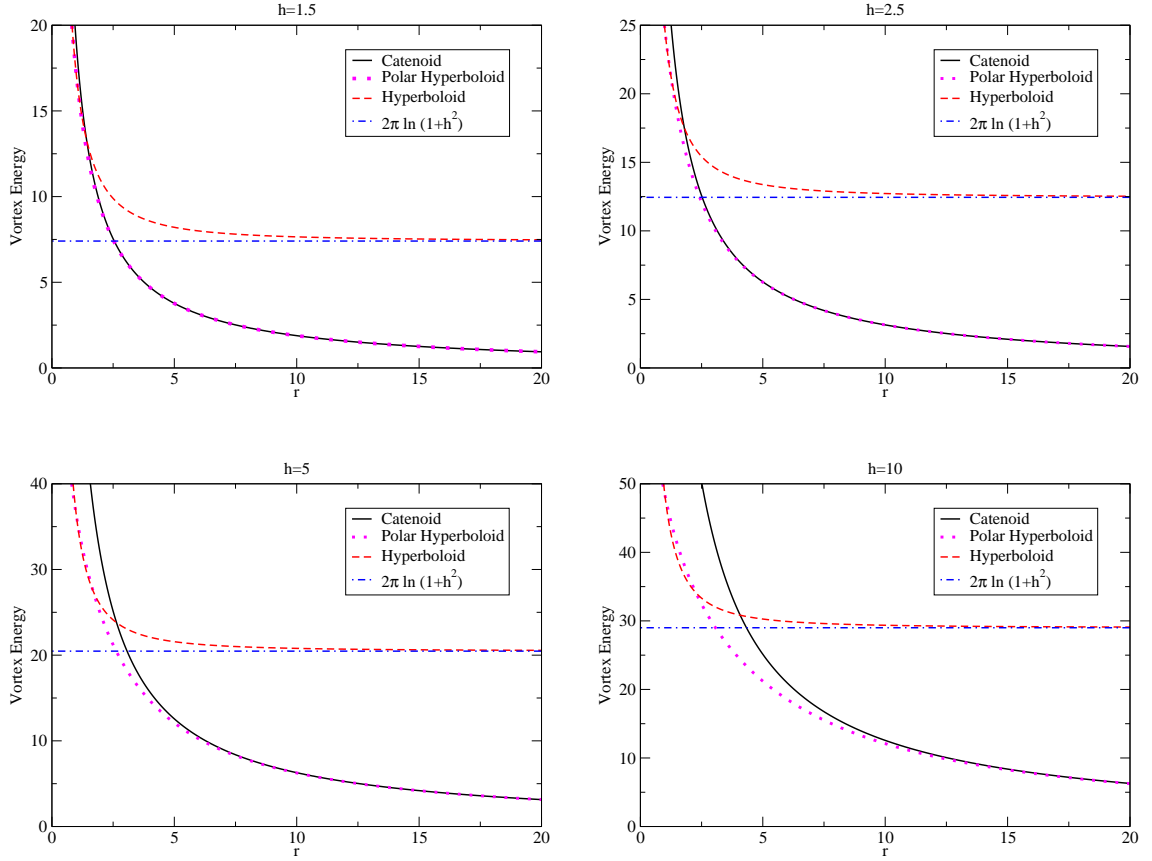 h=1.5
20
15
10
5
0
Vortex Energy
Catenoid
Polar Hyperboloid
Hyperboloid
2π ln (1+h²)
0 5 10 15 20
r
h=2.5
25
20
15
10
5
0
Vortex Energy
Catenoid
Polar Hyperboloid
Hyperboloid
2π ln (1+h²)
0 5 10 15 20
r
h=5
40
30
20
10
0
Vortex Energy
Catenoid
Polar Hyperboloid
Hyperboloid
2π ln (1+h²)
0 5 10 15 20
r
h=10
50
40
30
20
10
0
Vortex Energy
Catenoid
Polar Hyperboloid
Hyperboloid
2π ln (1+h²)
0 5 10 15 20
r